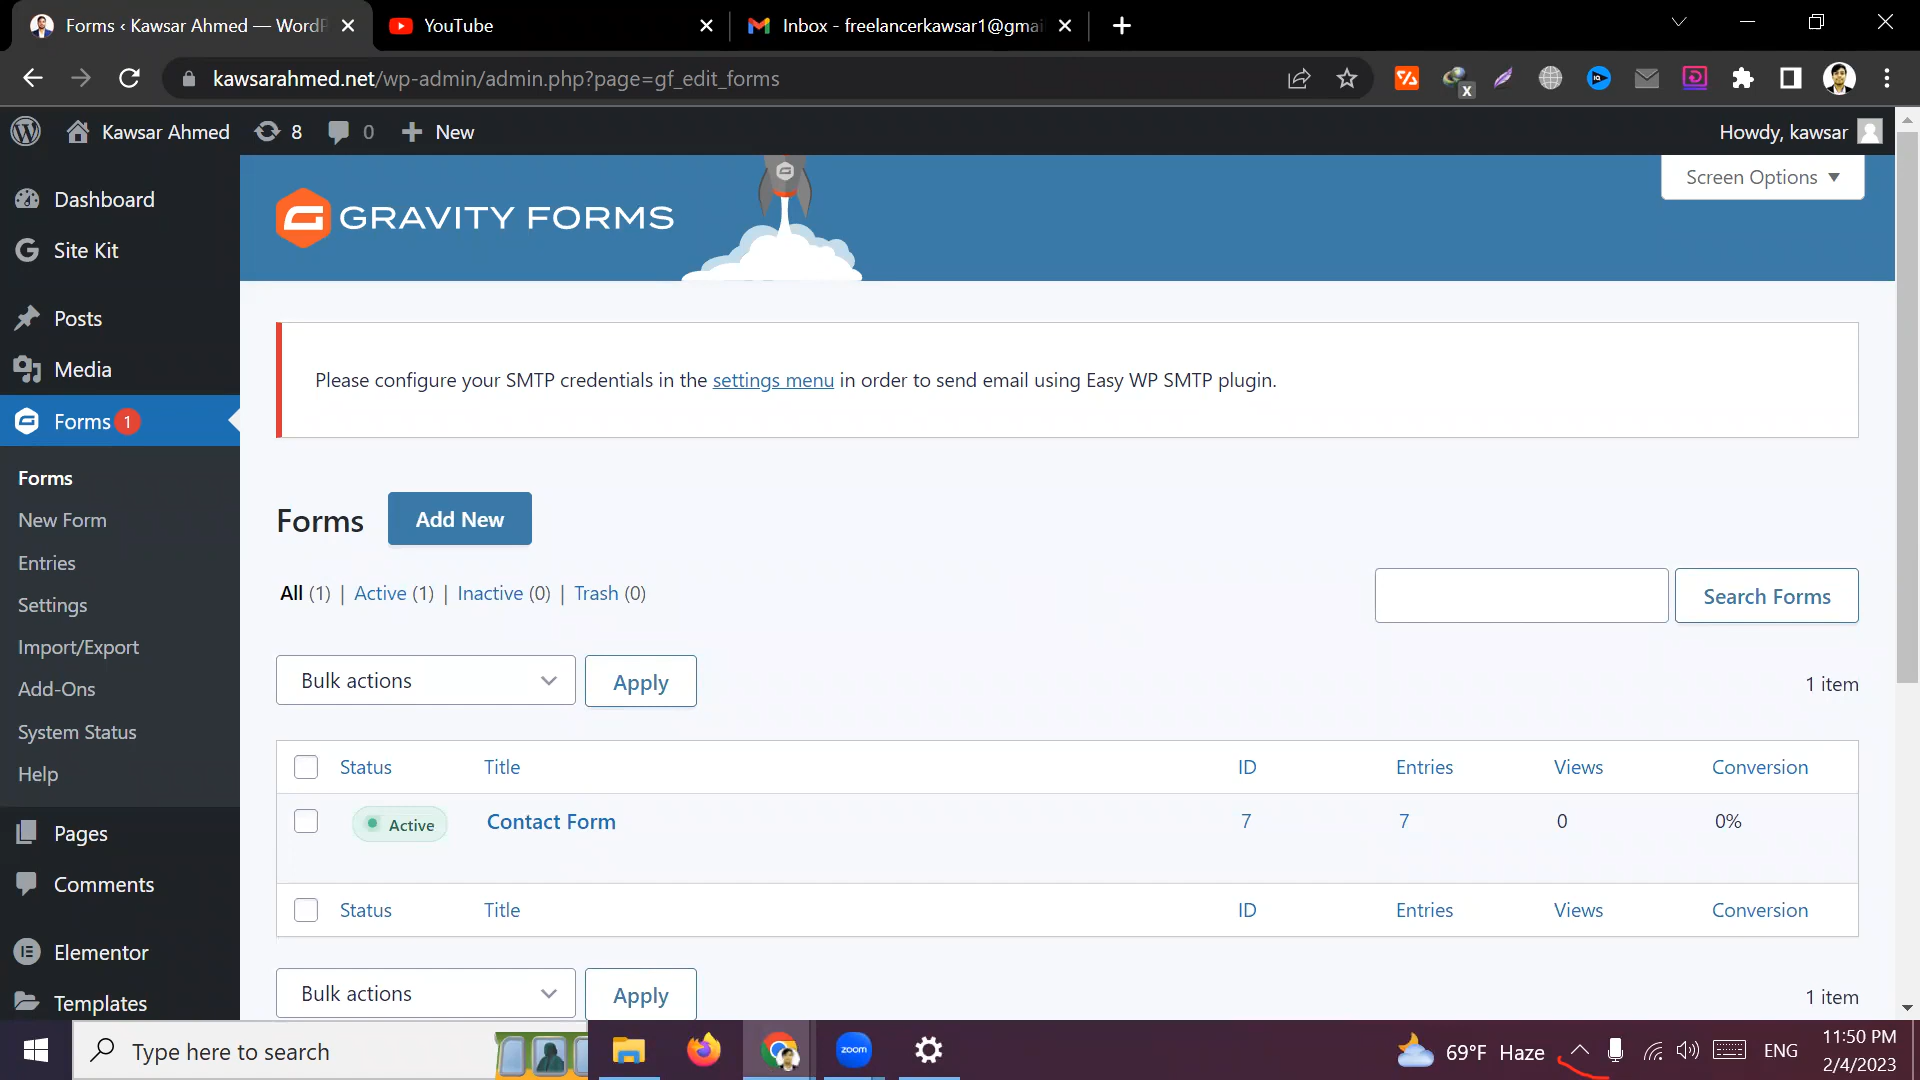 Forms ‹ Kawsar Ahmed — WordP
YouTube
Inbox - freelancerkawsar1@gmai
kawsarahmed.net/wp-admin/admin.php?page=gf_edit_forms
Kawsar Ahmed 8 0 New
Howdy, kawsar
Screen Options
GRAVITY FORMS
Dashboard
Site Kit
Posts
Media
Forms 1
Forms
New Form
Entries
Settings
Import/Export
Add-Ons
System Status
Help
Pages
Comments
Elementor
Templates
Please configure your SMTP credentials in the settings menu in order to send email using Easy WP SMTP plugin.
Forms Add New
All (1) | Active (1) | Inactive (0) | Trash (0)
Search Forms
Bulk actions Apply
1 item
Status Title ID Entries Views Conversion
Active Contact Form 7 7 0 0%
Status Title ID Entries Views Conversion
Bulk actions Apply
1 item
Type here to search
zoom
69°F Haze
ENG
11:50 PM
2/4/2023